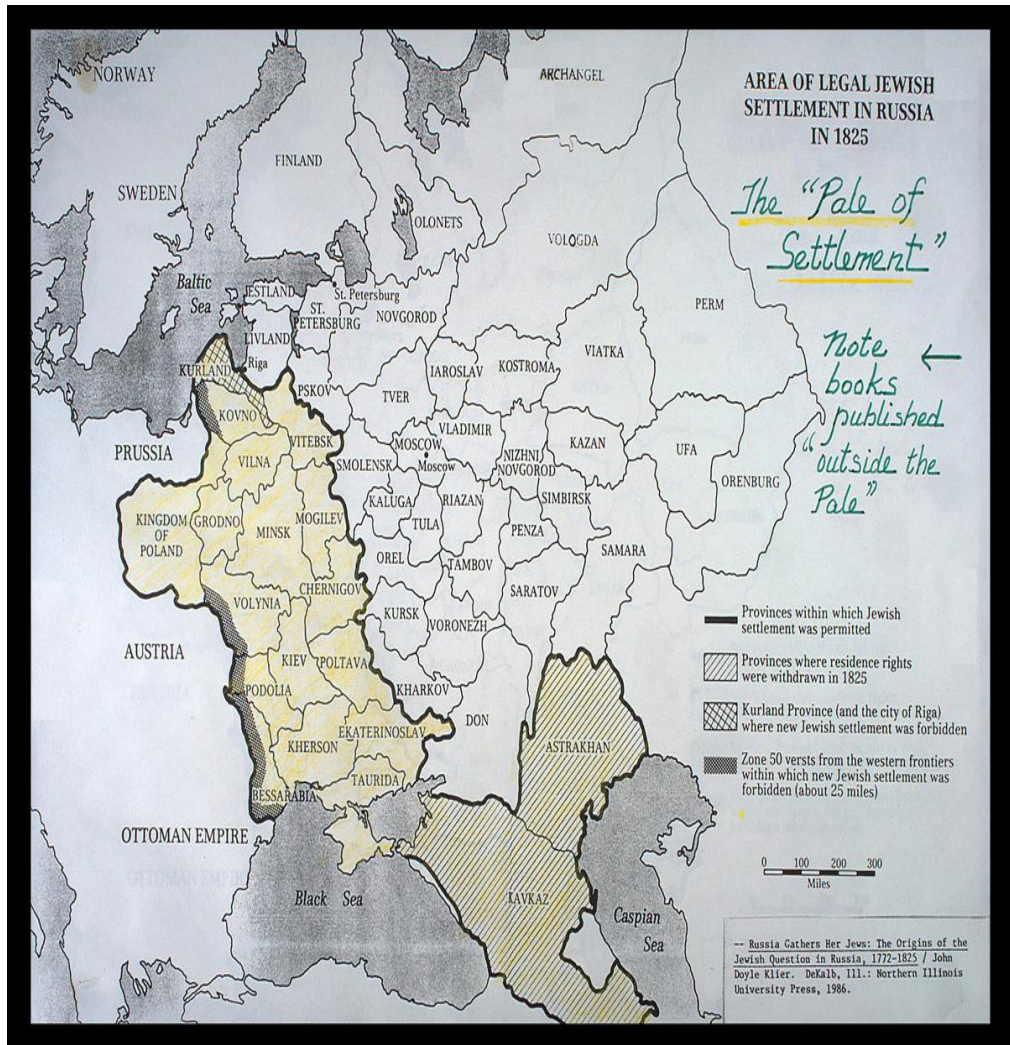 NORWAY
ARCHANGEL
AREA OF LEGAL JEWISH
SETTLEMENT IN RUSSIA
IN 1825
FINLAND
The “Pale of
Settlement”
SWEDEN
OLONETS
VOLOGDA
Baltic
Sea
ESTLAND
St. Petersburg
ST.
PETERSBURG
NOVGOROD
PERM
LIVLAND
Riga
KURLAND
PSKOV
TVER
IAROSLAV
KOSTROMA
VIATKA
Note ←
books
published
“outside the
Pale”
KOVNO
VITEBSK
VLADIMIR
MOSCOW
Moscow
NIZHNI
NOVGOROD
KAZAN
UFA
ORENBURG
PRUSSIA
VILNA
SMOLENSK
KALUGA
RIAZAN
SIMBIRSK
TULA
PENZA
KINGDOM
OF
POLAND
GRODNO
MINSK
MOGILEV
OREL
TAMBOV
SAMARA
CHERNIGOV
SARATOV
VOLYNIA
KURSK
VORONEZH
AUSTRIA
KIEV
POLTAVA
PODOLIA
KHARKOV
DON
EKATERINOSLAV
KHERSON
ASTRAKHAN
TAURIDA
BESSARABIA
OTTOMAN EMPIRE
Black Sea
KAVKAZ
Caspian
Sea
Provinces within which Jewish
settlement was permitted
Provinces where residence rights
were withdrawn in 1825
Kurland Province (and the city of Riga)
where new Jewish settlement was forbidden
Zone 50 versts from the western frontiers
within which new Jewish settlement was
forbidden (about 25 miles)
0 100 200 300
Miles
-- Russia Gathers Her Jews: The Origins of the
Jewish Question in Russia, 1772-1825 / John
Doyle Klier. DeKalb, Ill.: Northern Illinois
University Press, 1986.